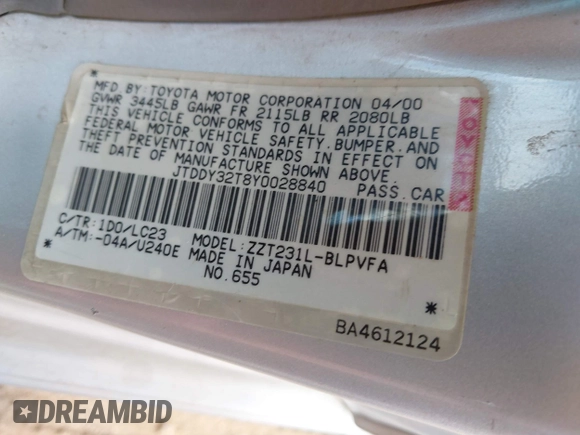 MFD.BY:TOYOTA MOTOR CORPORATION 04/00
GVWR 3445LB GAWR FR 2115LB RR 2080LB
THIS VEHICLE CONFORMS TO ALL APPLICABLE
FEDERAL MOTOR VEHICLE SAFETY,BUMPER,AND
THEFT PREVENTION STANDARDS IN EFFECT ON
THE DATE OF MANUFACTURE SHOWN ABOVE.
JTDDY32T8Y0028840 PASS.CAR
TOYOTA
C/TR:1D0/LC23 MODEL:ZZT231L-BLPVFA
A/TM:-04A/U240E MADE IN JAPAN
NO.655
BA4612124
DREAMBID